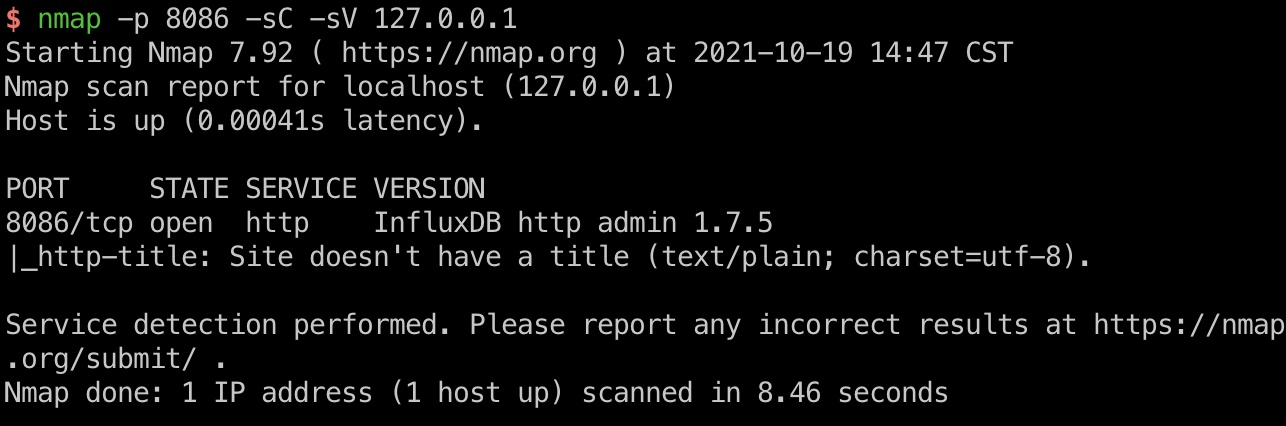 $ nmap -p 8086 -sC -sV 127.0.0.1
Starting Nmap 7.92 ( https://nmap.org ) at 2021-10-19 14:47 CST
Nmap scan report for localhost (127.0.0.1)
Host is up (0.00041s latency).
PORT     STATE SERVICE VERSION
8086/tcp open  http    InfluxDB http admin 1.7.5
|_http-title: Site doesn't have a title (text/plain; charset=utf-8).
Service detection performed. Please report any incorrect results at https://nmap
.org/submit/ .
Nmap done: 1 IP address (1 host up) scanned in 8.46 seconds